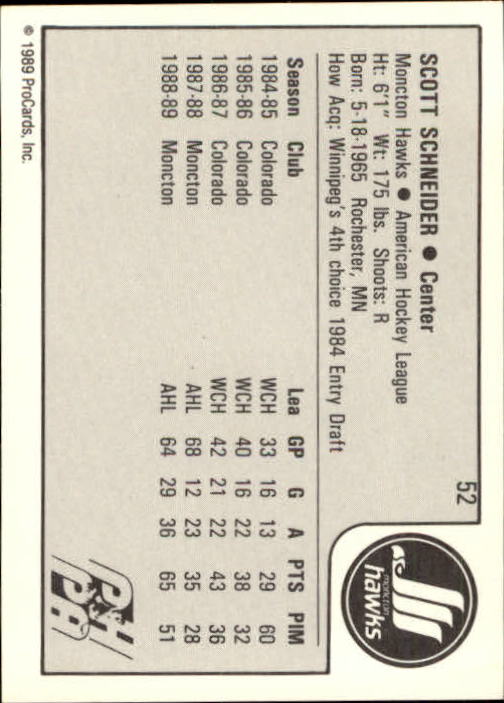 52
SCOTT SCHNEIDER ● Center
Moncton Hawks ● American Hockey League
Ht: 6'1" Wt: 175 lbs. Shoots: R
Born: 5-18-1965 Rochester, MN
How Acq: Winnipeg's 4th choice 1984 Entry Draft
moncton
hawks
Season Club Lea GP G A PTS PIM
1984-85 Colorado WCH 33 16 13 29 60
1985-86 Colorado WCH 40 16 22 38 32
1986-87 Colorado WCH 42 21 22 43 36
1987-88 Moncton AHL 68 12 23 35 28
1988-89 Moncton AHL 64 29 36 65 51
© 1989 ProCards, Inc.